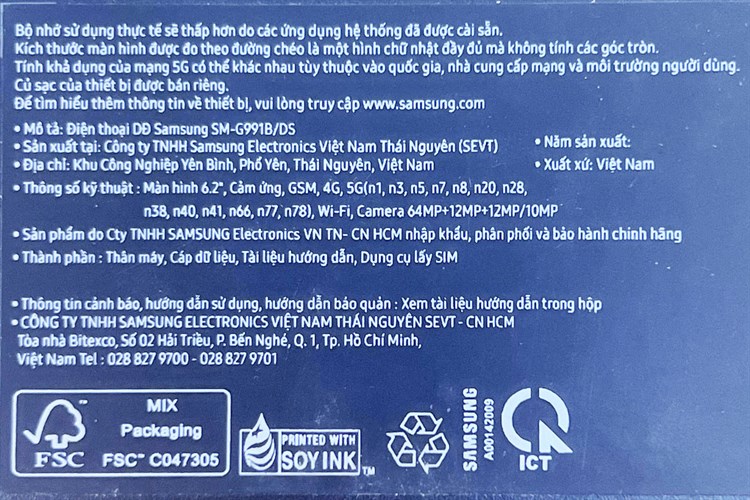 Bộ nhớ sử dụng thực tế sẽ thấp hơn do các ứng dụng hệ thống đã được cài sẵn.
Kích thước màn hình được đo theo đường chéo là một hình chữ nhật đầy đủ mà không tính các góc tròn.
Tính khả dụng của mạng 5G có thể khác nhau tùy thuộc vào quốc gia, nhà cung cấp mạng và môi trường người dùng.
Củ sạc của thiết bị được bán riêng.
Để tìm hiểu thêm thông tin về thiết bị, vui lòng truy cập www.samsung.com
• Mô tả: Điện thoại DĐ Samsung SM-G991B/DS
• Sản xuất tại: Công ty TNHH Samsung Electronics Việt Nam Thái Nguyên (SEVT) • Năm sản xuất:
• Địa chỉ: Khu Công Nghiệp Yên Bình, Phổ Yên, Thái Nguyên, Việt Nam • Xuất xứ: Việt Nam
• Thông số kỹ thuật : Màn hình 6.2", Cảm ứng, GSM, 4G, 5G(n1, n3, n5, n7, n8, n20, n28,
n38, n40, n41, n66, n77, n78), Wi-Fi, Camera 64MP+12MP+12MP/10MP
• Sản phẩm do Cty TNHH SAMSUNG Electronics VN TN- CN HCM nhập khẩu, phân phối và bảo hành chính hãng
• Thành phần : Thân máy, Cáp dữ liệu, Tài liệu hướng dẫn, Dụng cụ lấy SIM
• Thông tin cảnh báo, hướng dẫn sử dụng, hướng dẫn bảo quản : Xem tài liệu hướng dẫn trong hộp
• CÔNG TY TNHH SAMSUNG ELECTRONICS VIỆT NAM THÁI NGUYÊN SEVT - CN HCM
Tòa nhà Bitexco, Số 02 Hải Triều, P. Bến Nghé, Q. 1, Tp. Hồ Chí Minh,
Việt Nam Tel : 028 827 9700 - 028 827 9701
FSC
MIX
Packaging
FSC™ C047305
PRINTED WITH
SOY INK™
SAMSUNG
A00142009
ICT